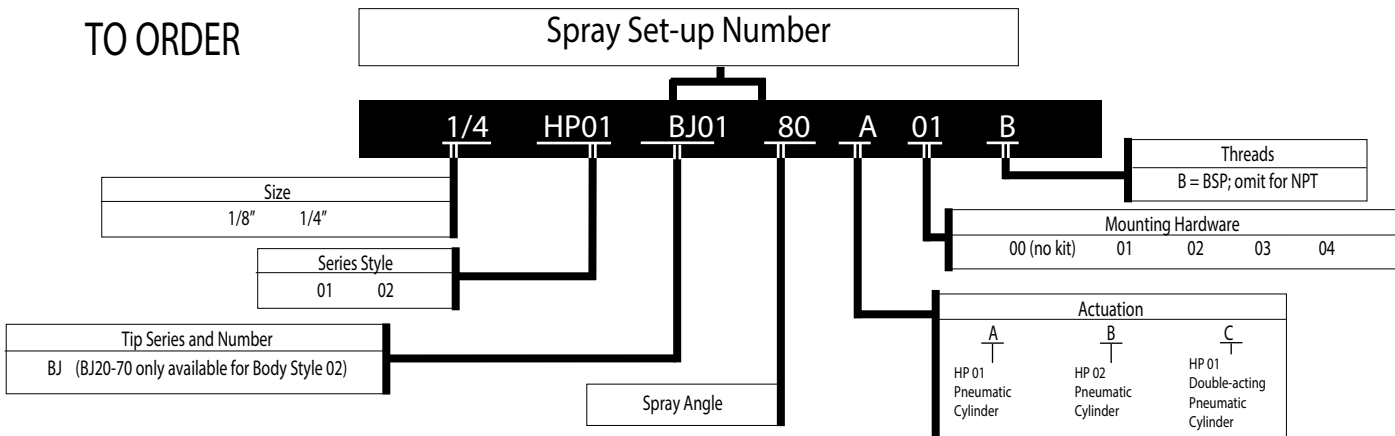 TO ORDER
Spray Set-up Number
1/4 HP01 BJ01 80 A 01 B
Threads
B = BSP; omit for NPT
Size
1/8" 1/4"
Mounting Hardware
00 (no kit) 01 02 03 04
Series Style
01 02
Actuation
A B C
HP 01 Pneumatic Cylinder
HP 02 Pneumatic Cylinder
HP 01 Double-acting Pneumatic Cylinder
Tip Series and Number
BJ (BJ20-70 only available for Body Style 02)
Spray Angle